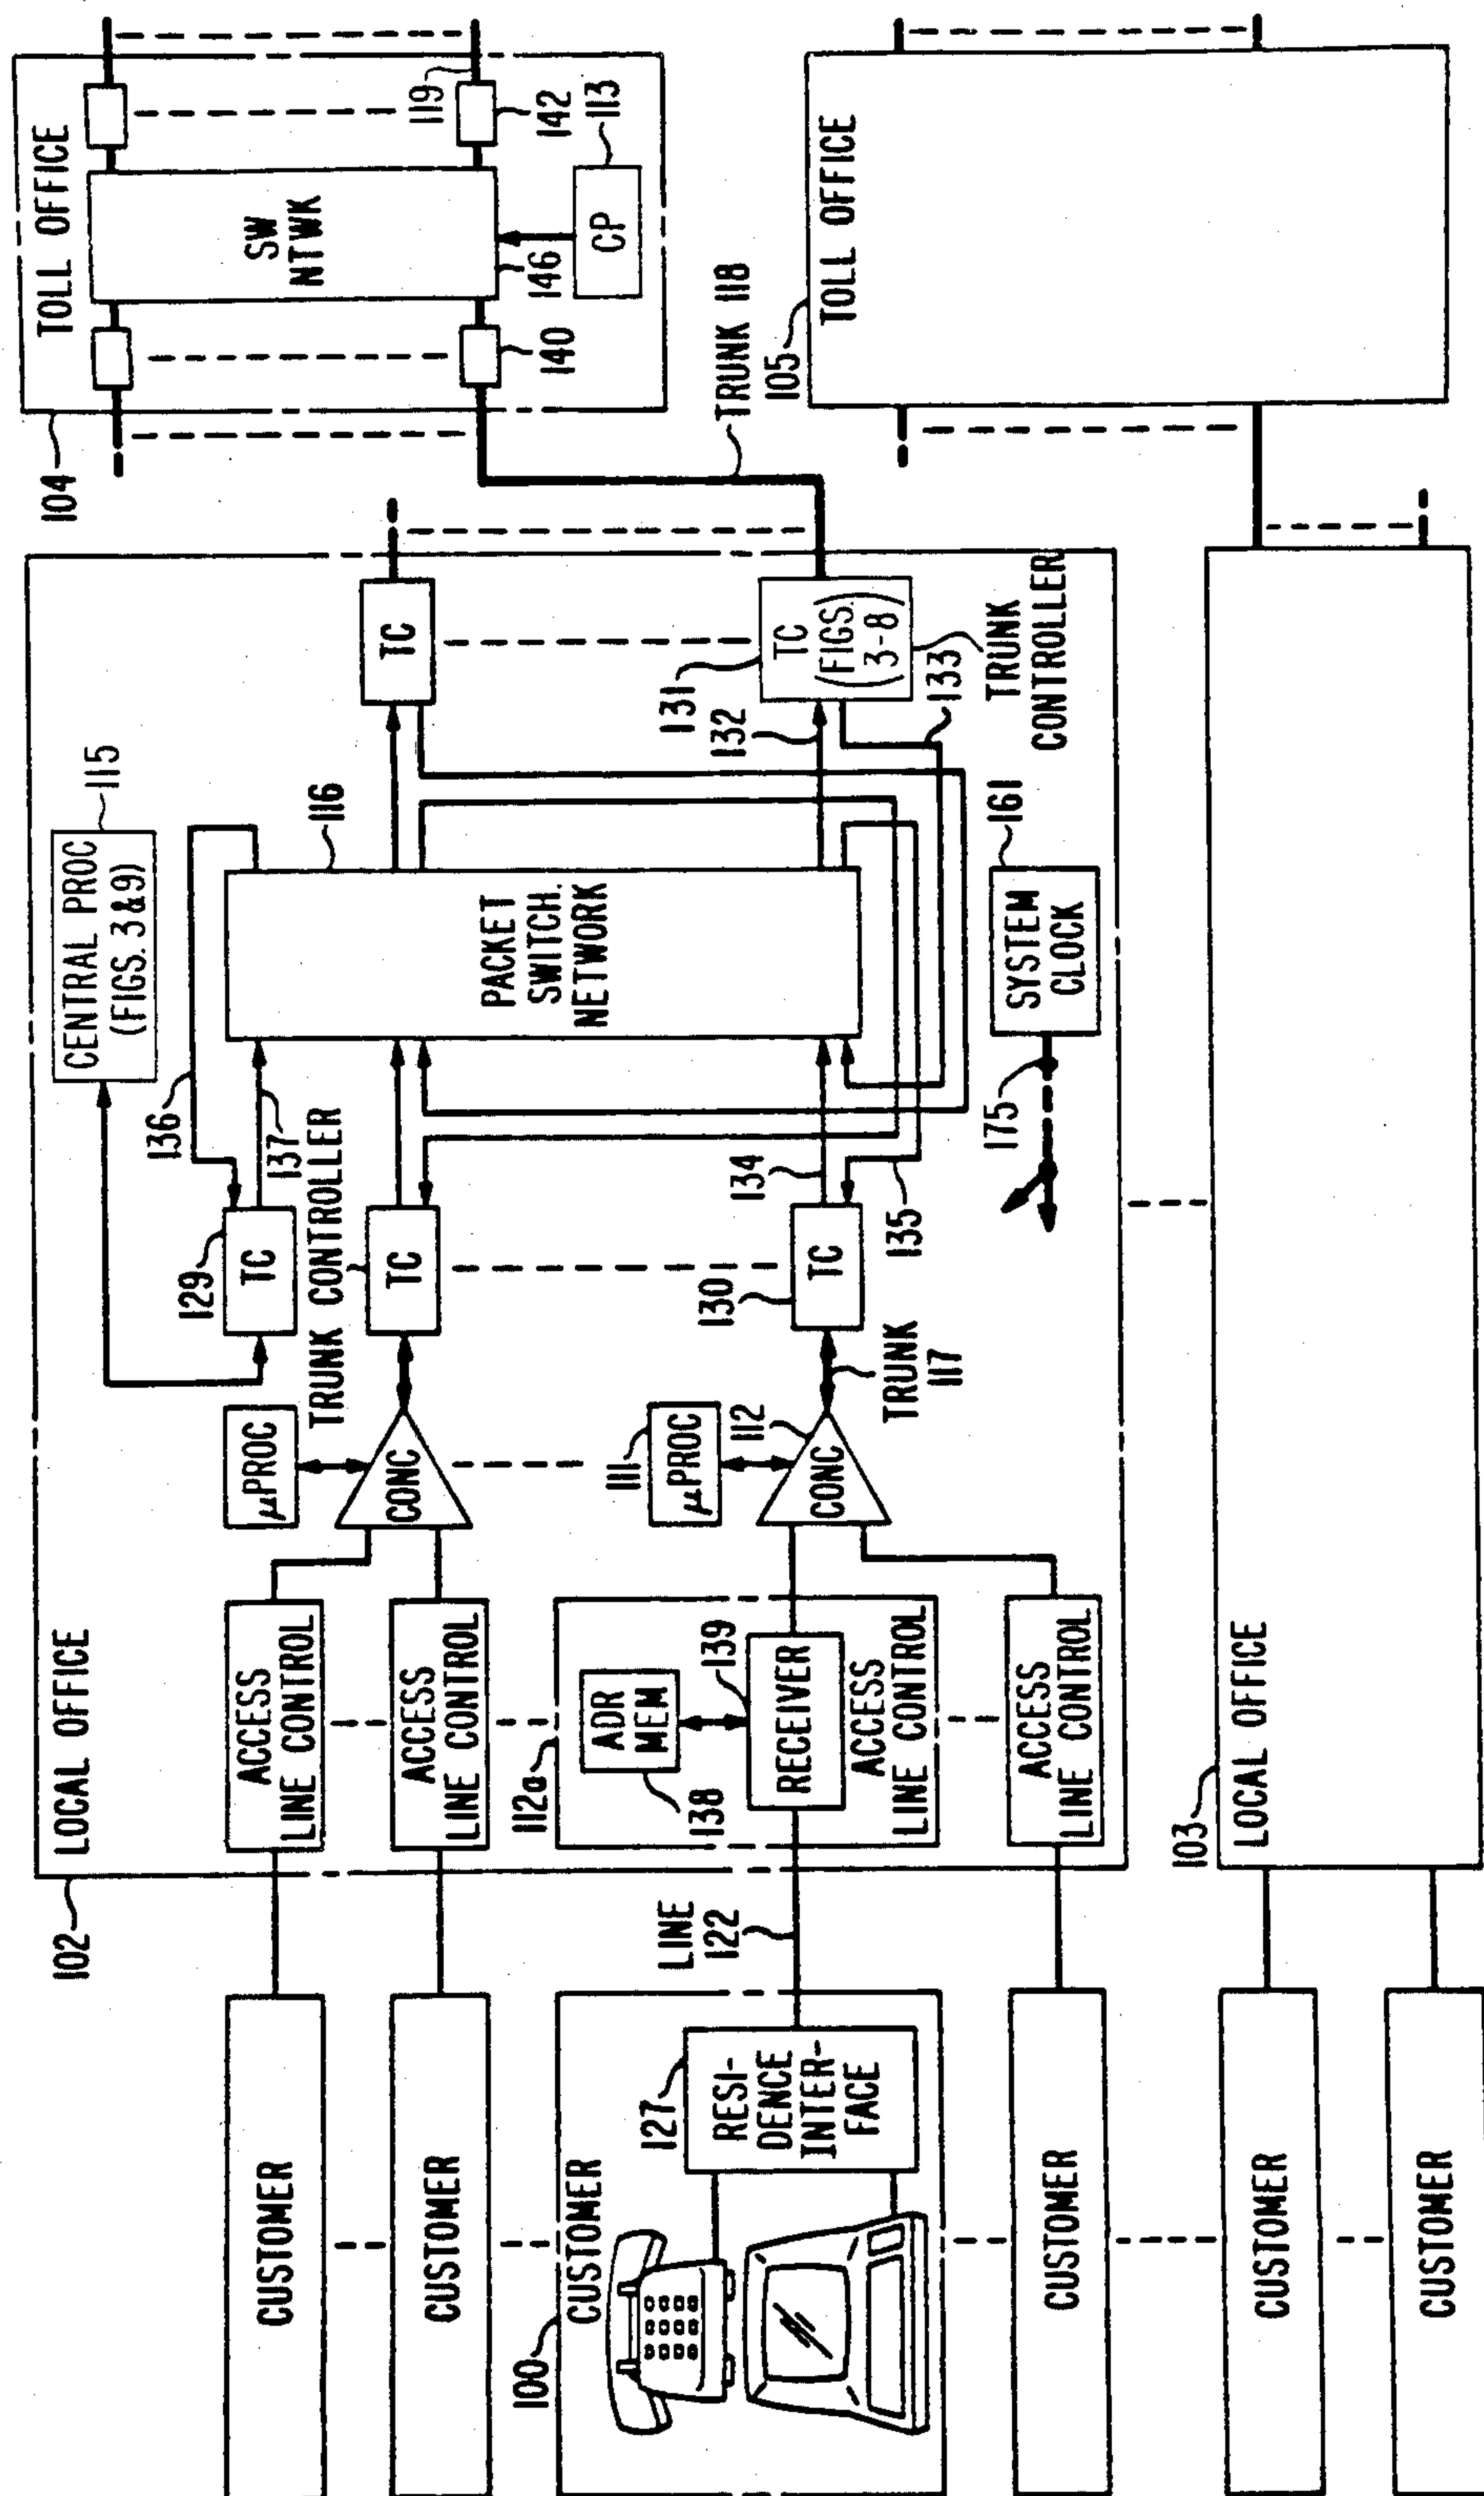 100
CUSTOMER
CUSTOMER
CUSTOMER
CUSTOMER
CUSTOMER
CUSTOMER
127
RESI-
DENCE
INTER-
FACE
LINE
122
102
LOCAL OFFICE
ACCESS
LINE CONTROL
ACCESS
LINE CONTROL
112a
ADR
MEM
138
139
RECEIVER
ACCESS
LINE CONTROL
ACCESS
LINE CONTROL
µPROC
CONC
111
µPROC
112
CONC
TRUNK
117
129
TC
TRUNK CONTROLLER
TC
130
TC
136
137
134
135
CENTRAL PROC
(FIGS. 3 & 9)
115
116
PACKET
SWITCH.
NETWORK
175
SYSTEM
CLOCK
161
TC
131
132
TC
(FIGS.
3-8)
133
TRUNK
CONTROLLER
TRUNK 118
104
TOLL OFFICE
SW
NTWK
140
146
119
142
CP
113
105
TOLL OFFICE
103
LOCAL OFFICE